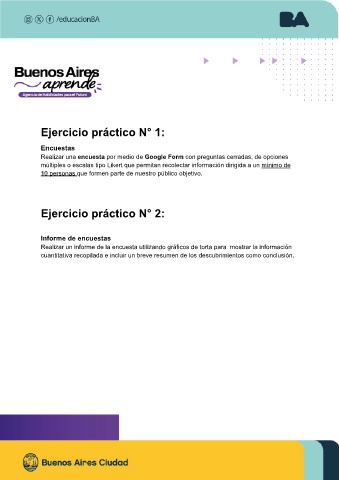 /educacionBA
BA
Buenos Aires
aprende
Agencia de Habilidades para el Futuro
Ejercicio práctico N° 1:
Encuestas
Realizar una encuesta por medio de Google Form con preguntas cerradas, de opciones
múltiples o escalas tipo Likert que permitan recolectar información dirigida a un mínimo de
10 personas que formen parte de nuestro público objetivo.
Ejercicio práctico N° 2:
Informe de encuestas
Realizar un informe de la encuesta utilizando gráficos de torta para mostrar la información
cuantitativa recopilada e incluir un breve resumen de los descubrimientos como conclusión.
Buenos Aires Ciudad